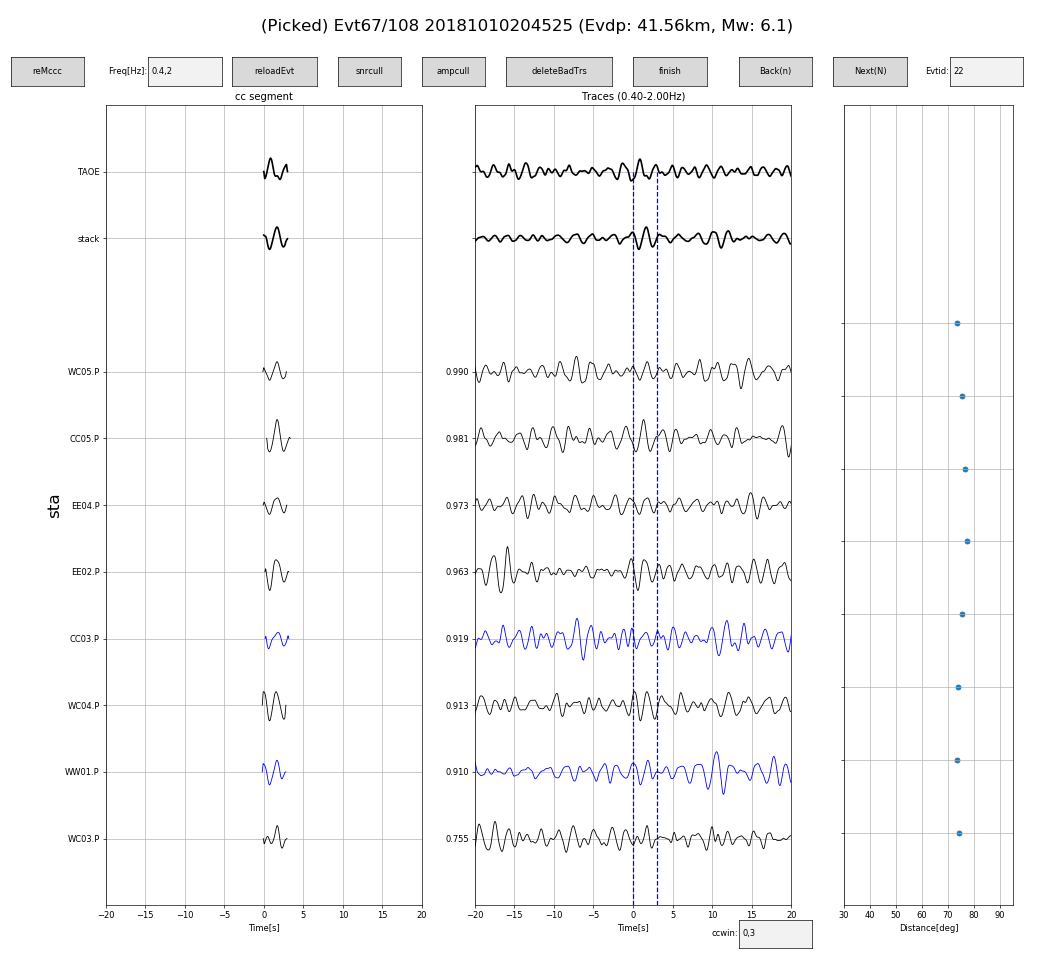 (Picked) Evt67/108 20181010204525 (Evdp: 41.56km, Mw: 6.1)
reMccc Freq[Hz]: 0.4,2 reloadEvt snrcull ampcull deleteBadTrs finish Back(n) Next(N) Evtid: 22
cc segment Traces (0.40-2.00Hz)
TAOE
stack
WC05.P 0.990
CC05.P 0.981
EE04.P 0.973
sta
EE02.P 0.963
CC03.P 0.919
WC04.P 0.913
WW01.P 0.910
WC03.P 0.755
−20 −15 −10 −5 0 5 10 15 20 −20 −15 −10 −5 0 5 10 15 20 30 40 50 60 70 80 90
Time[s] Time[s] Distance[deg]
ccwin: 0,3